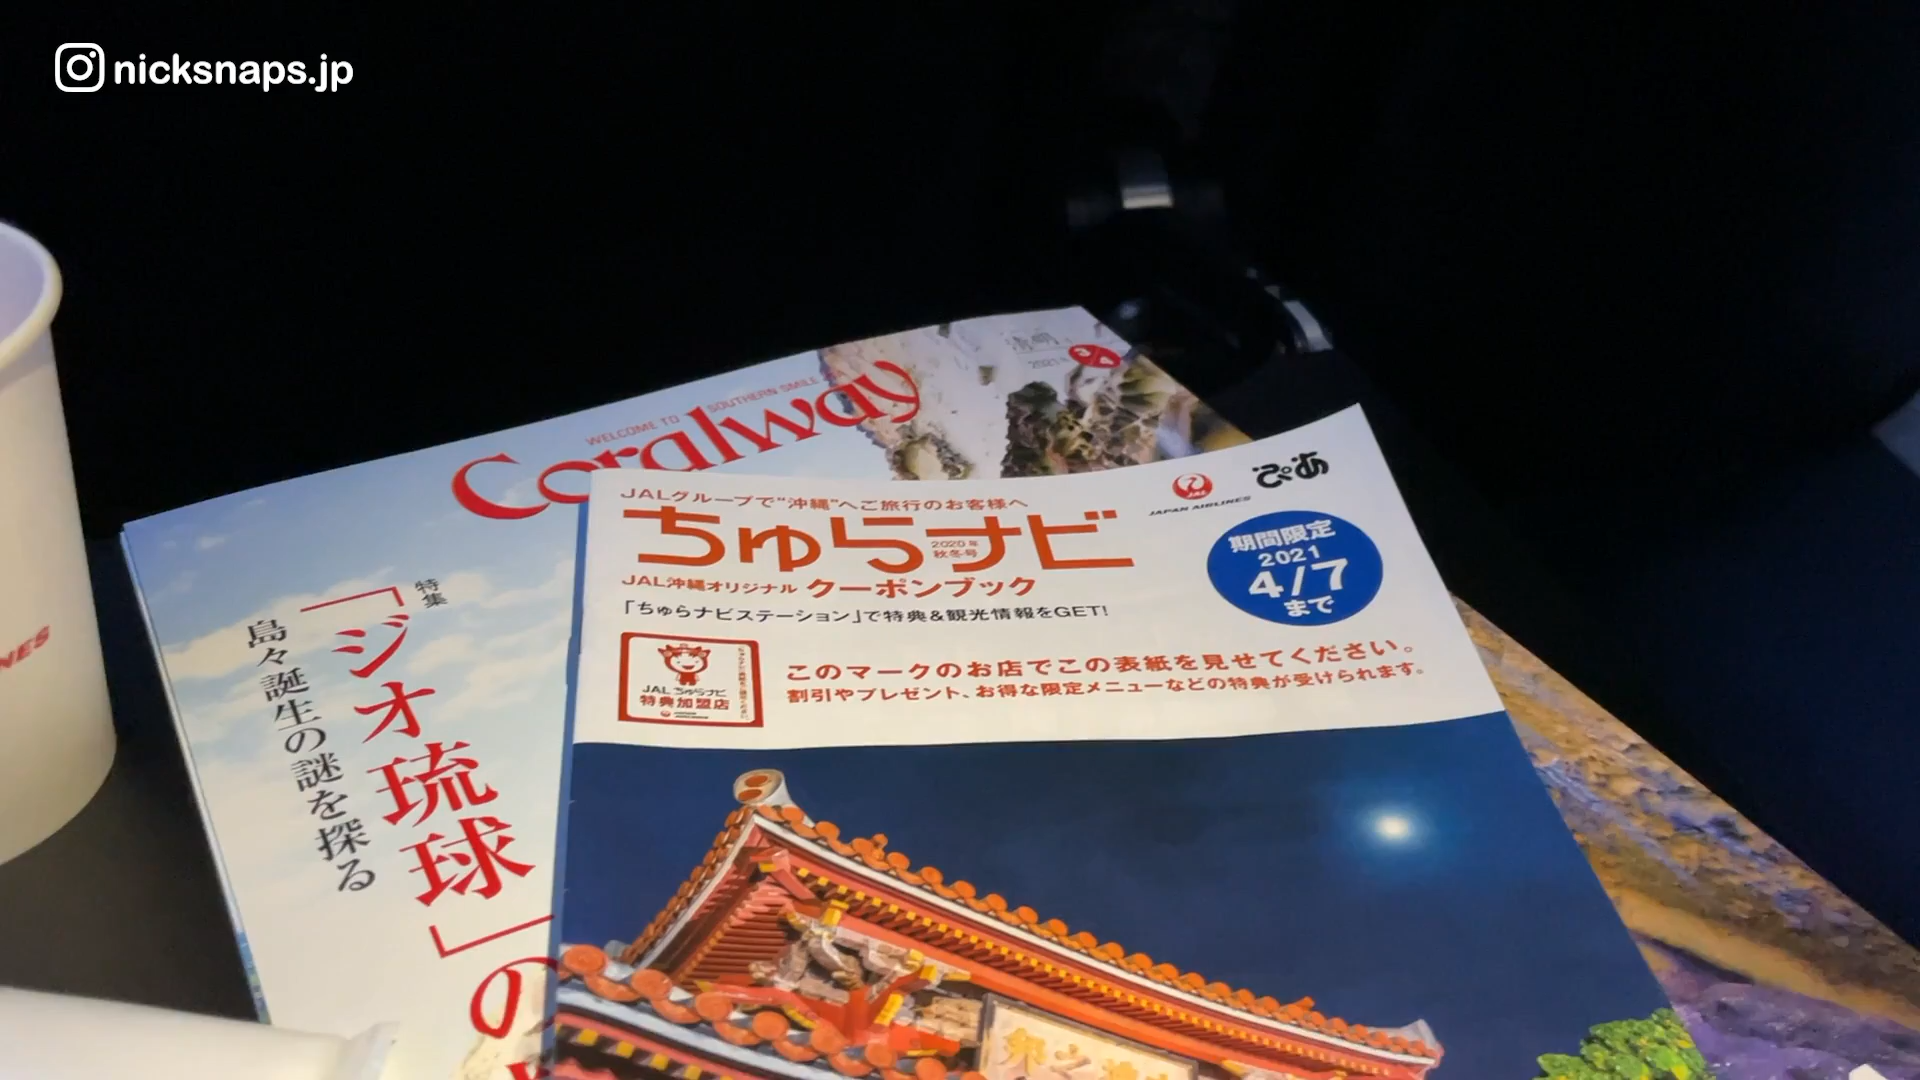 nicksnaps.jp
WELCOME TO SOUTHERN SMILE
Coralway
2021
3/4
特集
「ジオ琉球」の
島々誕生の謎を探る
JALグループで"沖縄"へご旅行のお客様へ
ちゅらナビ
2020年
秋冬号
JAL沖縄オリジナル クーポンブック
「ちゅらナビステーション」で特典&観光情報をGET!
JAL
JAPAN AIRLINES
ぴあ
期間限定
2021
4/7
まで
JAL ちゅらナビ
特典加盟店
このマークのお店でこの表紙を見せてください。
割引やプレゼント、お得な限定メニューなどの特典が受けられます。
NES